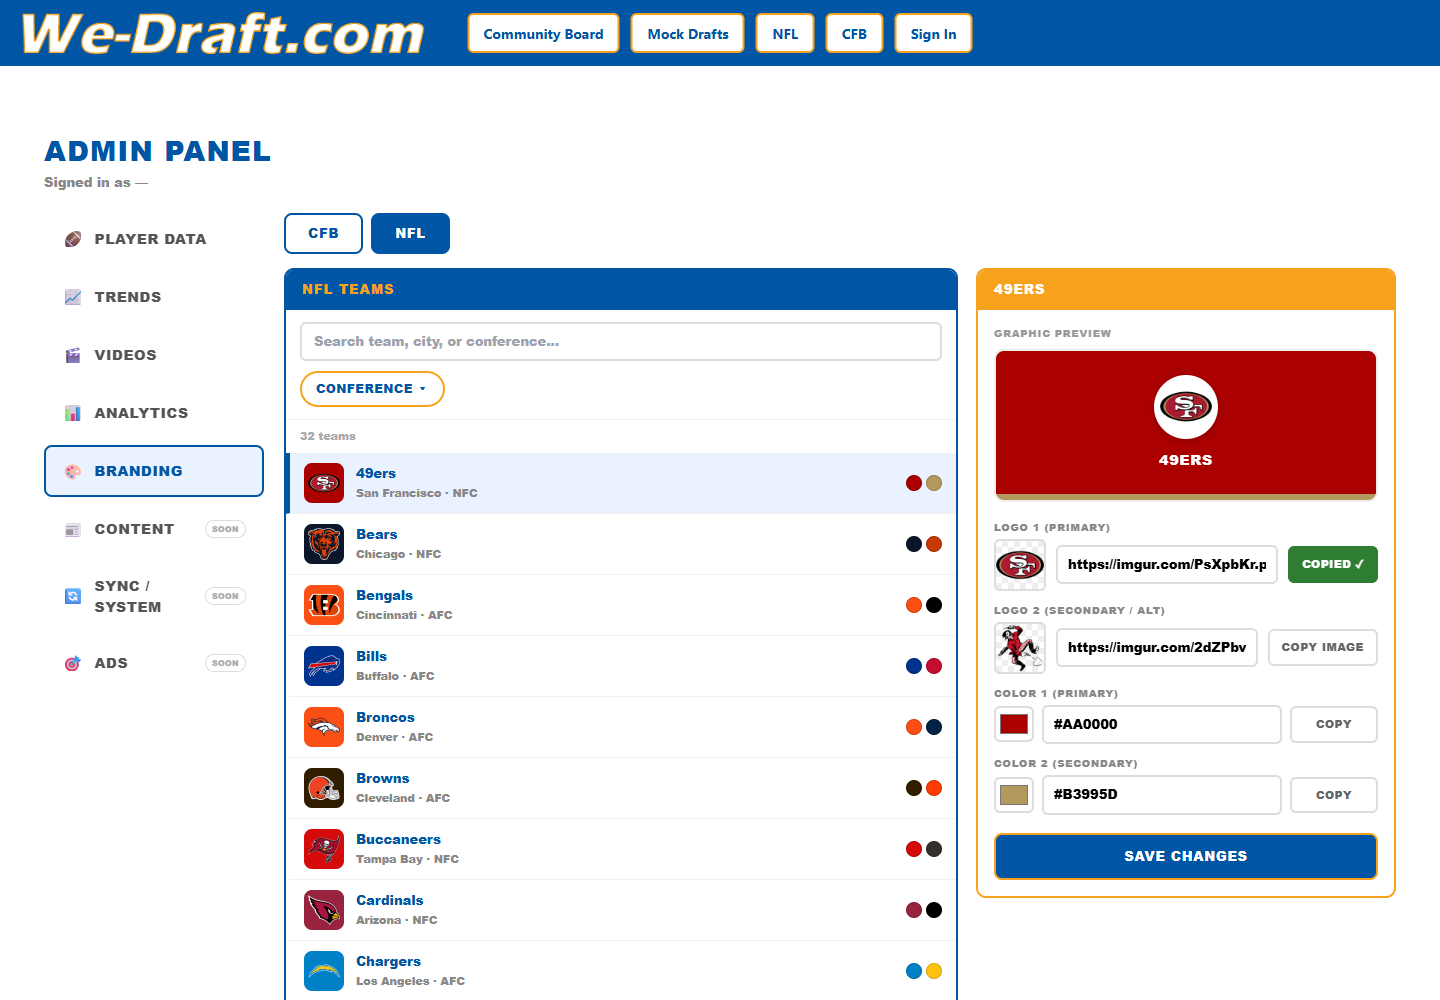 We-Draft.com
Community Board
Mock Drafts
NFL
CFB
Sign In
ADMIN PANEL
Signed in as —
PLAYER DATA
TRENDS
VIDEOS
ANALYTICS
BRANDING
CONTENT
SOON
SYNC /
SYSTEM
SOON
ADS
SOON
CFB
NFL
NFL TEAMS
Search team, city, or conference...
CONFERENCE
32 teams
49ers
San Francisco · NFC
Bears
Chicago · NFC
Bengals
Cincinnati · AFC
Bills
Buffalo · AFC
Broncos
Denver · AFC
Browns
Cleveland · AFC
Buccaneers
Tampa Bay · NFC
Cardinals
Arizona · NFC
Chargers
Los Angeles · AFC
49ERS
GRAPHIC PREVIEW
SF
49ERS
LOGO 1 (PRIMARY)
SF
https://imgur.com/PsXpbKr.p
COPIED ✓
LOGO 2 (SECONDARY / ALT)
https://imgur.com/2dZPbv
COPY IMAGE
COLOR 1 (PRIMARY)
#AA0000
COPY
COLOR 2 (SECONDARY)
#B3995D
COPY
SAVE CHANGES